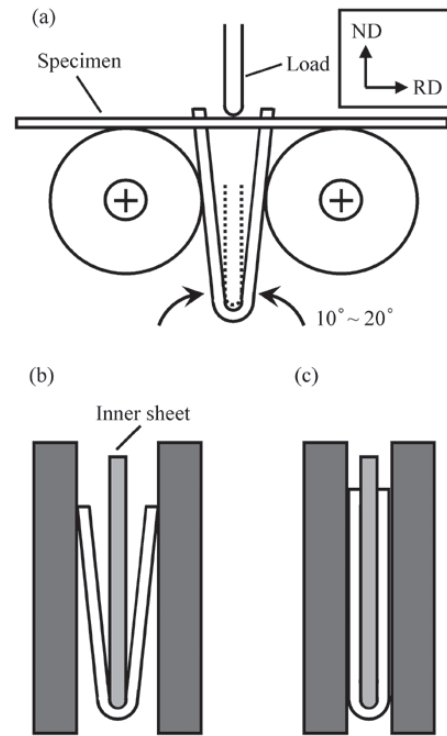 (a)
Specimen
Load
ND
RD
10˚~ 20˚
(b)
(c)
Inner sheet